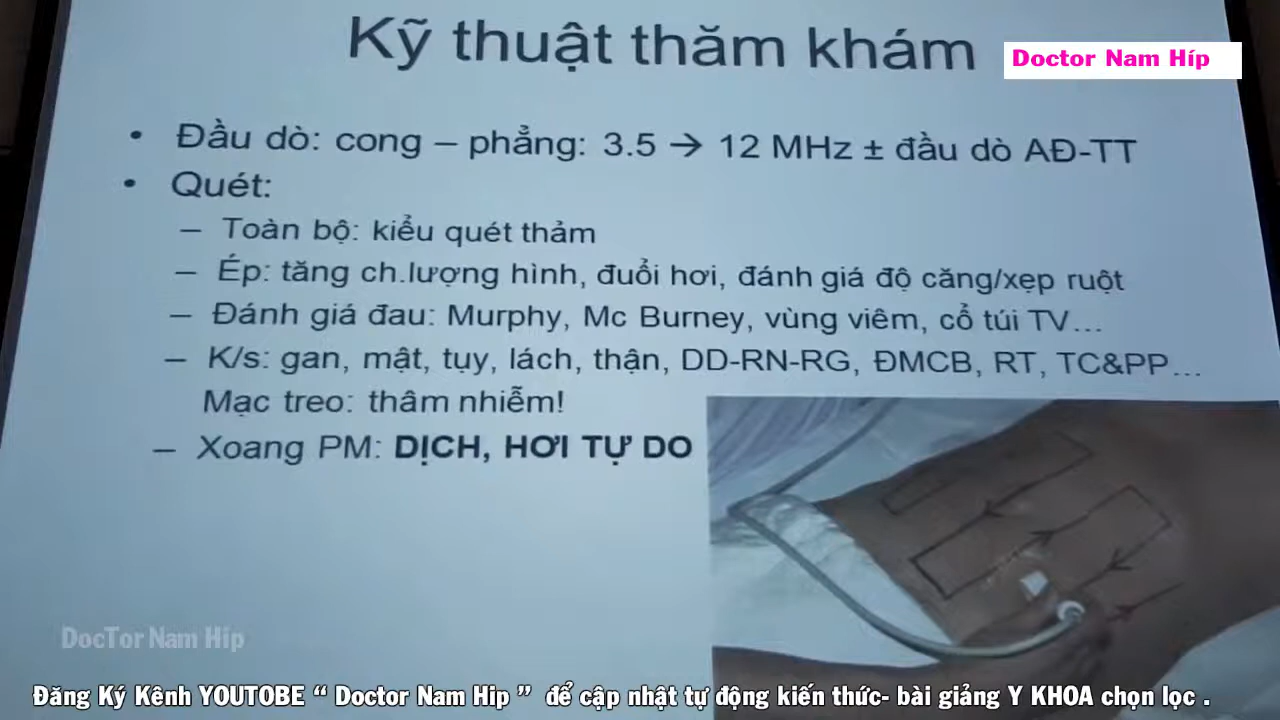 Kỹ thuật thăm khám
Doctor Nam Híp
• Đầu dò: cong – phẳng: 3.5 → 12 MHz ± đầu dò AĐ-TT
• Quét:
– Toàn bộ: kiểu quét thảm
– Ép: tăng ch.lượng hình, đuổi hơi, đánh giá độ căng/xẹp ruột
– Đánh giá đau: Murphy, Mc Burney, vùng viêm, cổ túi TV...
– K/s: gan, mật, tụy, lách, thận, DD-RN-RG, ĐMCB, RT, TC&PP...
Mạc treo: thâm nhiễm!
– Xoang PM: DỊCH, HƠI TỰ DO
DocTor Nam Híp
Đăng Ký Kênh YOUTOBE “ Doctor Nam Hip ” để cập nhật tự động kiến thức- bài giảng Y KHOA chọn lọc .